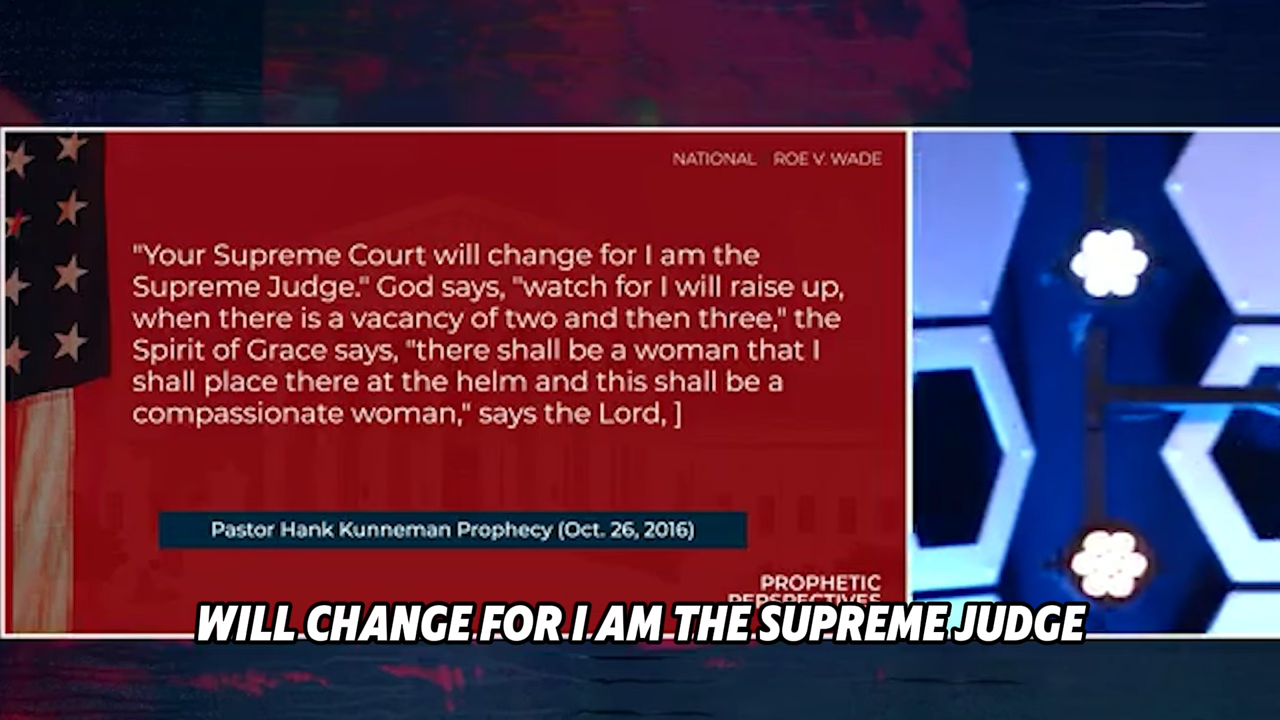 NATIONAL ROE V. WADE
"Your Supreme Court will change for I am the
Supreme Judge." God says, "watch for I will raise up,
when there is a vacancy of two and then three," the
Spirit of Grace says, "there shall be a woman that I
shall place there at the helm and this shall be a
compassionate woman," says the Lord, ]
Pastor Hank Kunneman Prophecy (Oct. 26, 2016)
PROPHETIC
PERSPECTIVES
WILL CHANGE FOR I AM THE SUPREME JUDGE